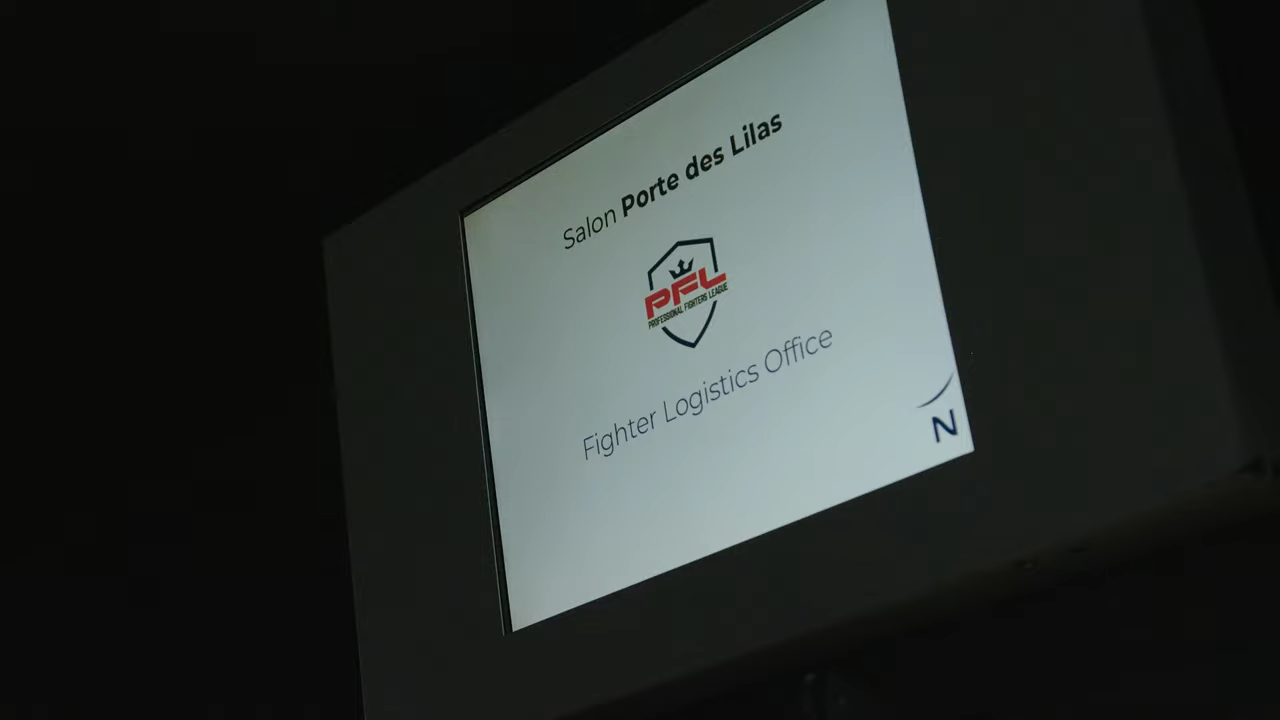 Salon Porte des Lilas
PFL
PROFESSIONAL FIGHTERS LEAGUE
Fighter Logistics Office
N